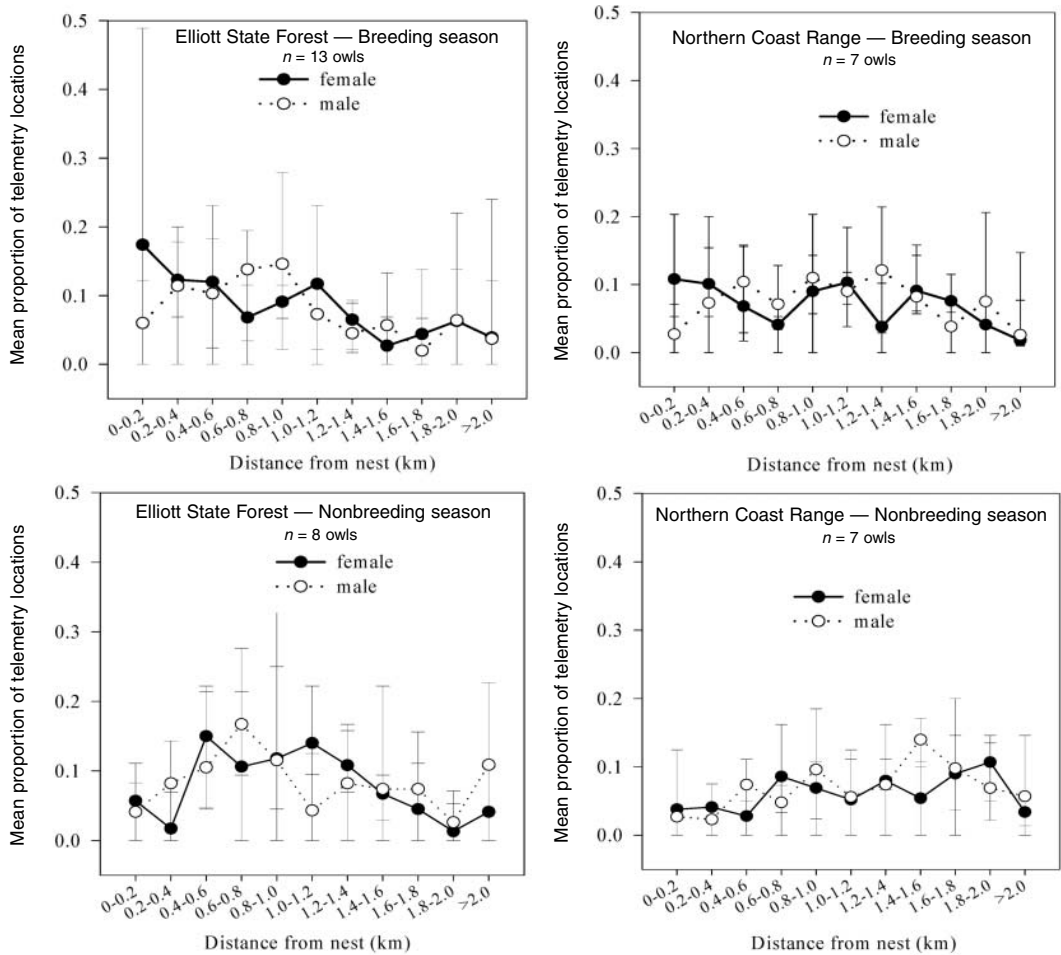 Elliott State Forest — Breeding season
n = 13 owls
female
male
Mean proportion of telemetry locations
0.5
0.4
0.3
0.2
0.1
0.0
0-0.2
0.2-0.4
0.4-0.6
0.6-0.8
0.8-1.0
1.0-1.2
1.2-1.4
1.4-1.6
1.6-1.8
1.8-2.0
>2.0
Distance from nest (km)
Northern Coast Range — Breeding season
n = 7 owls
female
male
Mean proportion of telemetry locations
0.5
0.4
0.3
0.2
0.1
0.0
0-0.2
0.2-0.4
0.4-0.6
0.6-0.8
0.8-1.0
1.0-1.2
1.2-1.4
1.4-1.6
1.6-1.8
1.8-2.0
>2.0
Distance from nest (km)
Elliott State Forest — Nonbreeding season
n = 8 owls
female
male
Mean proportion of telemetry locations
0.5
0.4
0.3
0.2
0.1
0.0
0-0.2
0.2-0.4
0.4-0.6
0.6-0.8
0.8-1.0
1.0-1.2
1.2-1.4
1.4-1.6
1.6-1.8
1.8-2.0
>2.0
Distance from nest (km)
Northern Coast Range — Nonbreeding season
n = 7 owls
female
male
Mean proportion of telemetry locations
0.5
0.4
0.3
0.2
0.1
0.0
0-0.2
0.2-0.4
0.4-0.6
0.6-0.8
0.8-1.0
1.0-1.2
1.2-1.4
1.4-1.6
1.6-1.8
1.8-2.0
>2.0
Distance from nest (km)